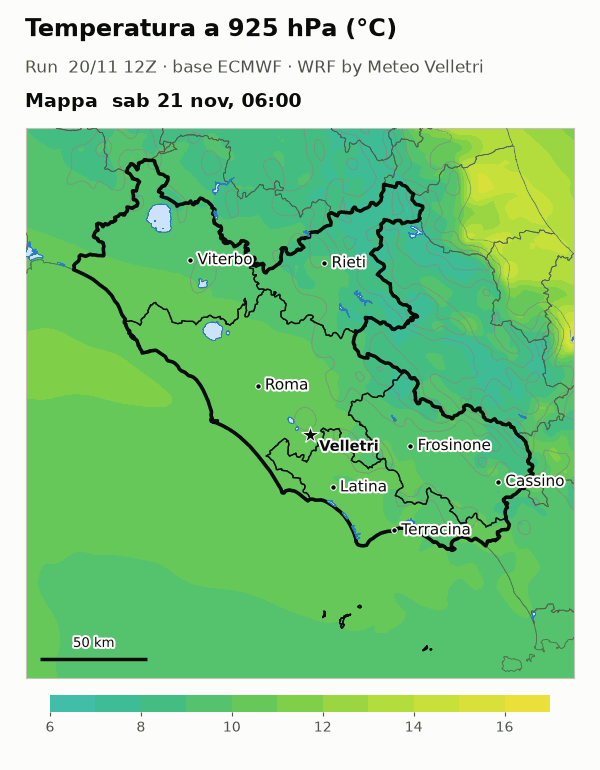 Temperatura a 925 hPa (°C)
Run  20/11 12Z · base ECMWF · WRF by Meteo Velletri
Mappa  sab 21 nov, 06:00
Viterbo
Rieti
Roma
Velletri
Frosinone
Latina
Cassino
Terracina
50 km
6 8 10 12 14 16